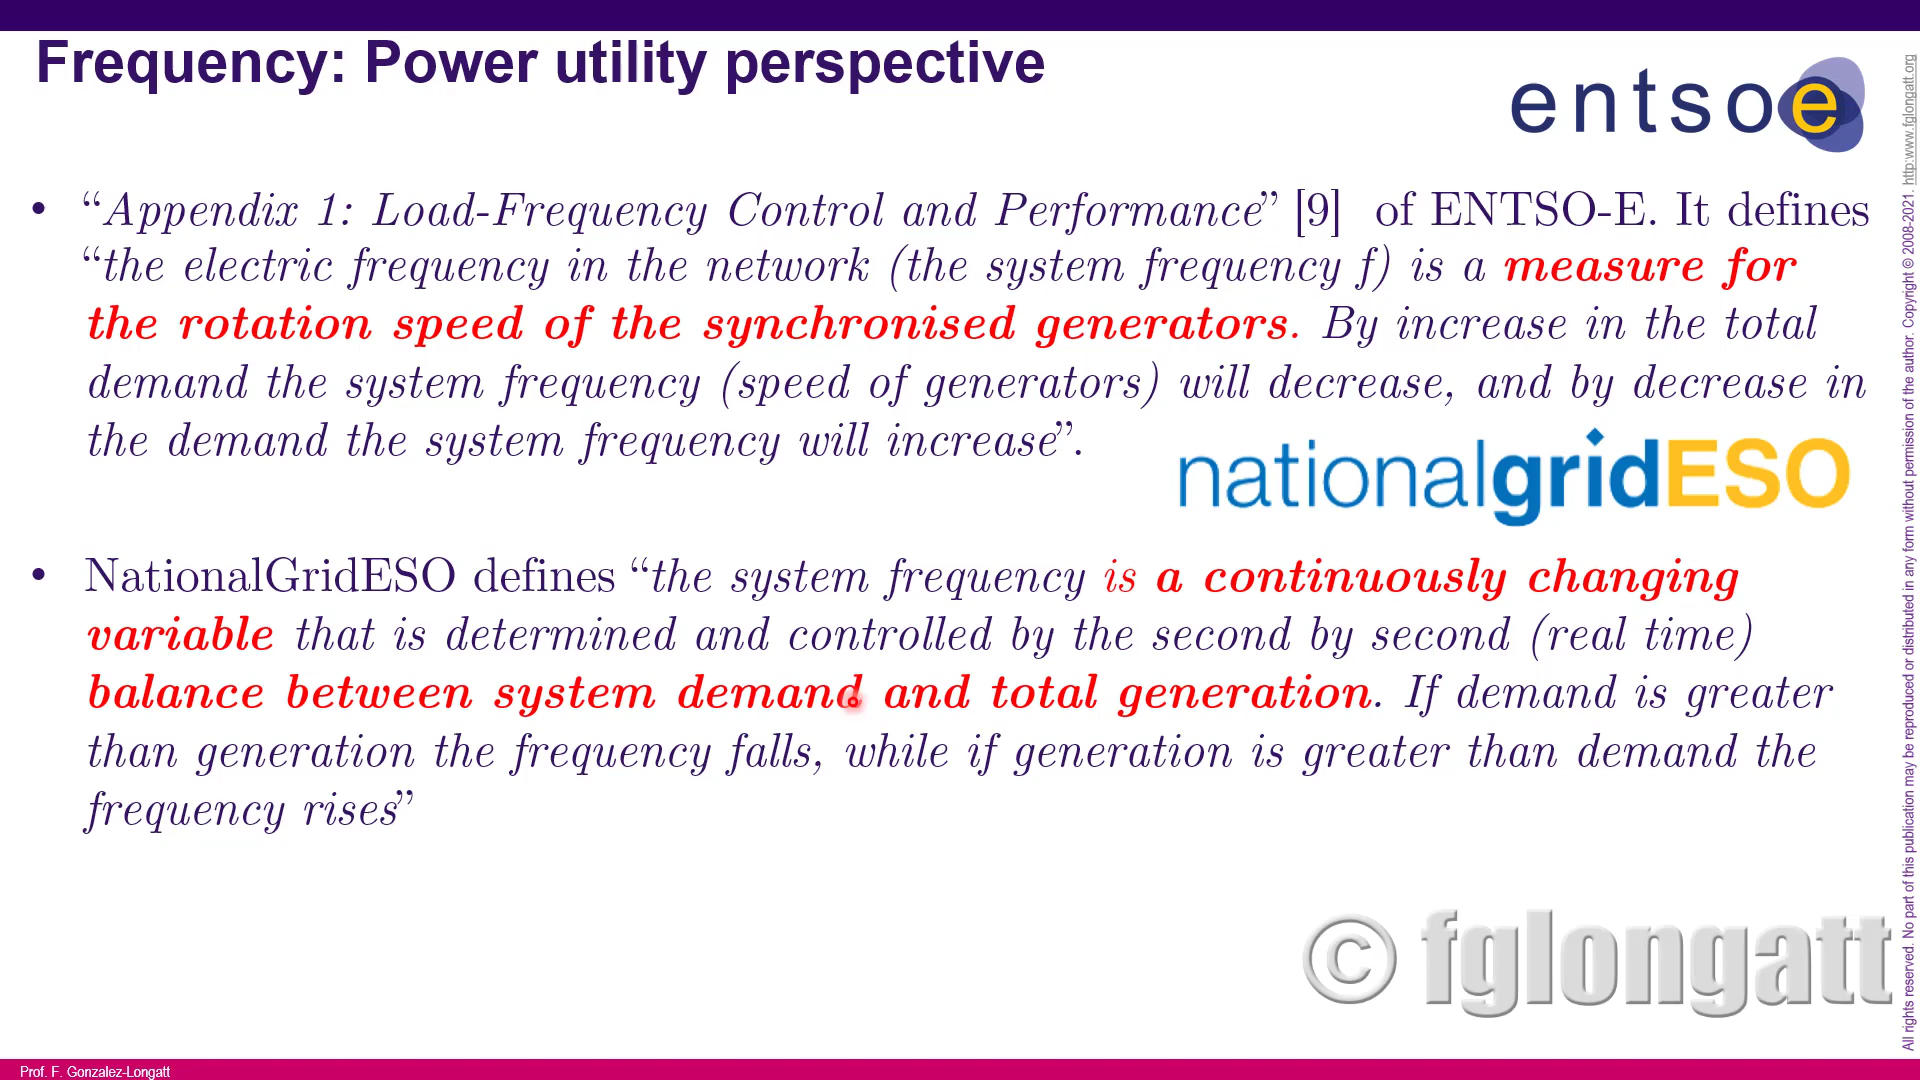 Frequency: Power utility perspective
entsoe
• “Appendix 1: Load-Frequency Control and Performance” [9] of ENTSO-E. It defines
“the electric frequency in the network (the system frequency f) is a measure for
the rotation speed of the synchronised generators. By increase in the total
demand the system frequency (speed of generators) will decrease, and by decrease in
the demand the system frequency will increase”.
nationalgridESO
• NationalGridESO defines “the system frequency is a continuously changing
variable that is determined and controlled by the second by second (real time)
balance between system demand and total generation. If demand is greater
than generation the frequency falls, while if generation is greater than demand the
frequency rises”
© fglongatt
Prof. F. Gonzalez-Longatt
All rights reserved. No part of this publication may be reproduced or distributed in any form without permission of the author. Copyright © 2008-2021. http:www.fglongatt.org